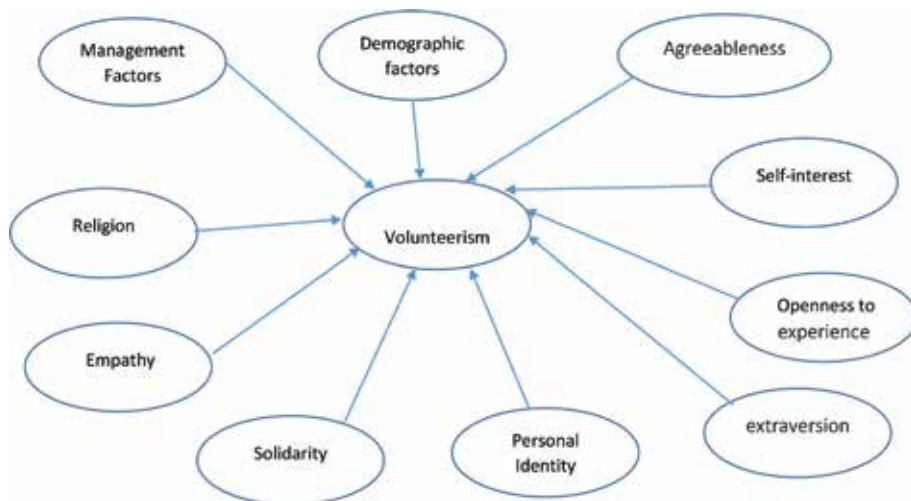 Management
Factors
Demographic
factors
Agreeableness
Self-interest
Religion
Volunteerism
Openness to
experience
Empathy
extraversion
Solidarity
Personal
Identity